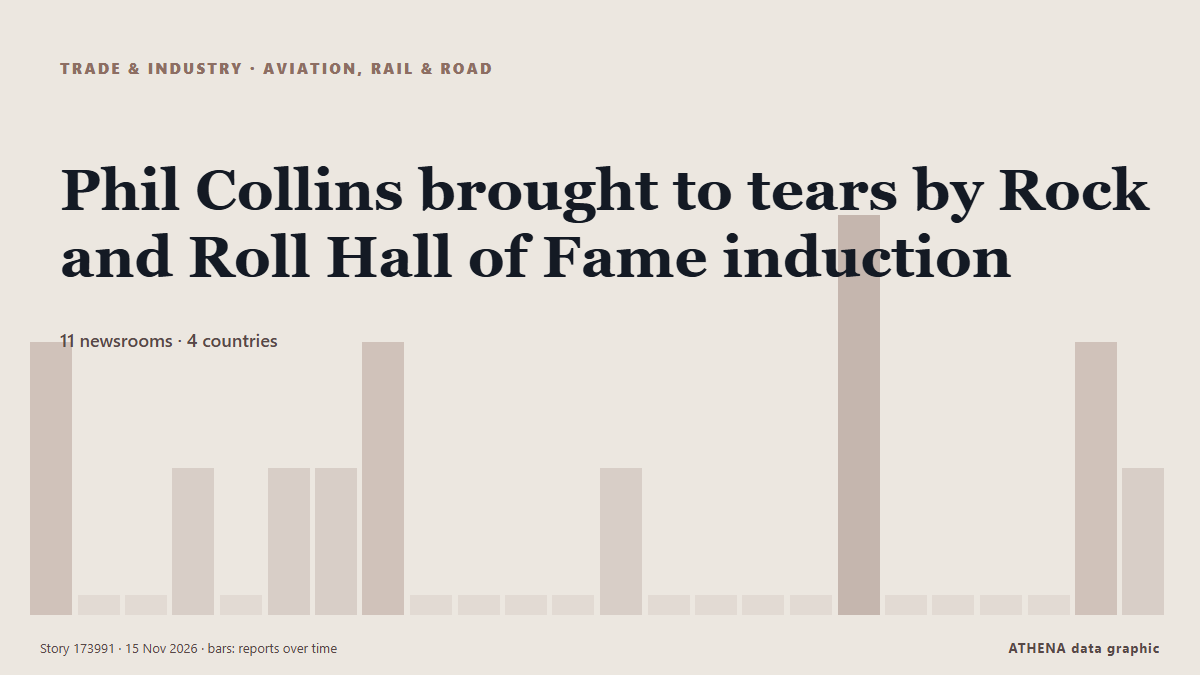 TRADE & INDUSTRY · AVIATION, RAIL & ROAD
Phil Collins brought to tears by Rock
and Roll Hall of Fame induction
11 newsrooms · 4 countries
Story 173991 · 15 Nov 2026 · bars: reports over time
ATHENA data graphic